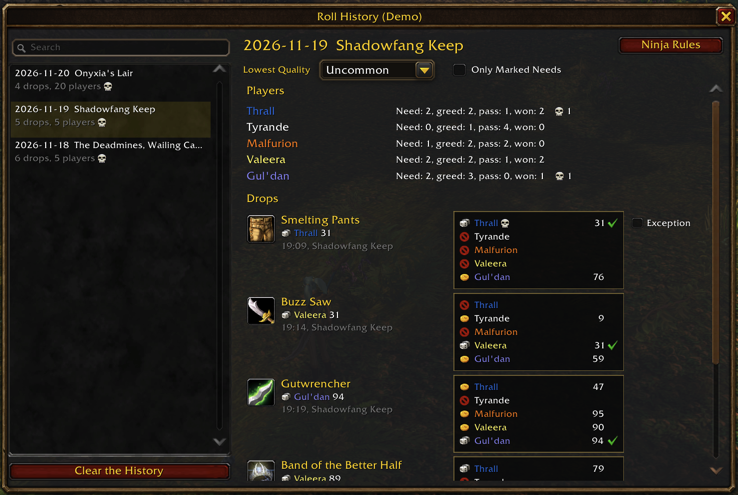 Roll History (Demo)
Search
2026-11-20 Onyxia's Lair
4 drops, 20 players
2026-11-19 Shadowfang Keep
5 drops, 5 players
2026-11-18 The Deadmines, Wailing Ca...
6 drops, 5 players
Clear the History
2026-11-19 Shadowfang Keep
Ninja Rules
Lowest Quality
Uncommon
Only Marked Needs
Players
Thrall Need: 2, greed: 2, pass: 1, won: 2 1
Tyrande Need: 0, greed: 1, pass: 4, won: 0
Malfurion Need: 1, greed: 2, pass: 2, won: 0
Valeera Need: 2, greed: 2, pass: 1, won: 2
Gul'dan Need: 2, greed: 3, pass: 0, won: 1 1
Drops
Smelting Pants
Thrall 31
19:09, Shadowfang Keep
Thrall 31
Tyrande
Malfurion
Valeera
Gul'dan 76
Exception
Buzz Saw
Valeera 31
19:14, Shadowfang Keep
Thrall
Tyrande 9
Malfurion
Valeera 31
Gul'dan 59
Gutwrencher
Gul'dan 94
19:19, Shadowfang Keep
Thrall 47
Tyrande
Malfurion 95
Valeera 90
Gul'dan 94
Band of the Better Half
Valeera 89
Thrall 79